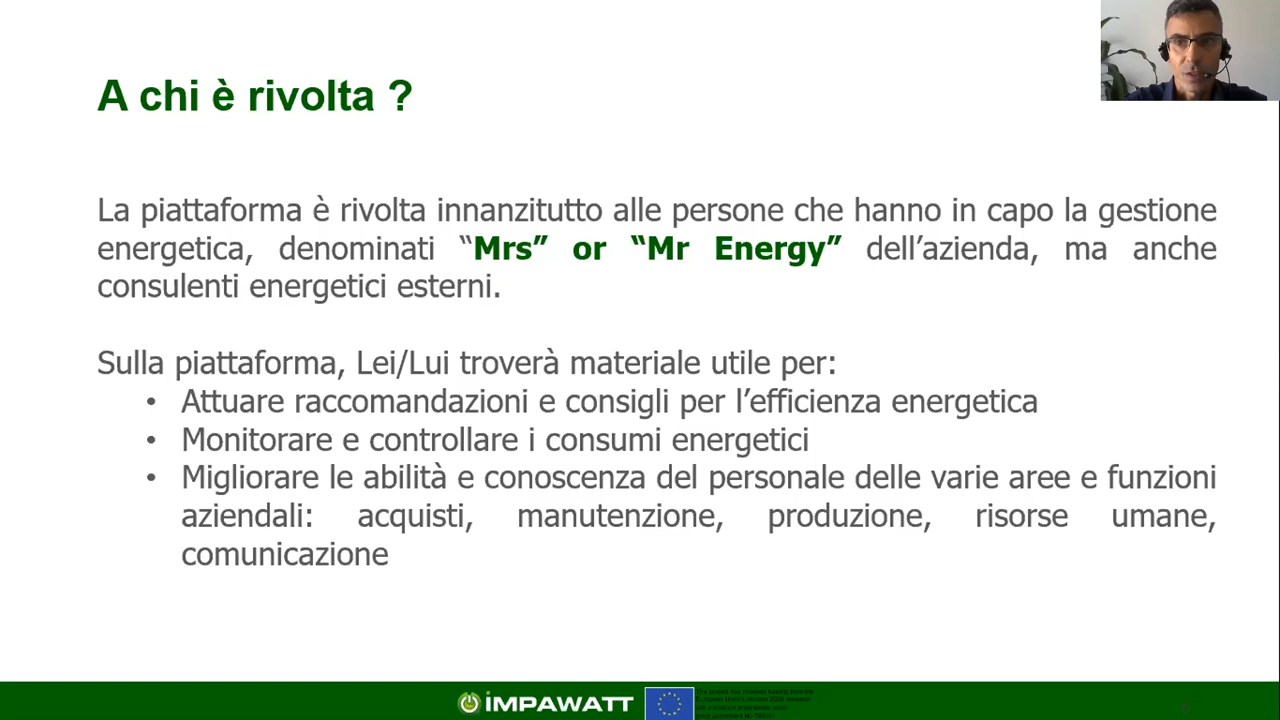 A chi è rivolta ?
La piattaforma è rivolta innanzitutto alle persone che hanno in capo la gestione
energetica, denominati “Mrs” or “Mr Energy” dell’azienda, ma anche
consulenti energetici esterni.
Sulla piattaforma, Lei/Lui troverà materiale utile per:
• Attuare raccomandazioni e consigli per l’efficienza energetica
• Monitorare e controllare i consumi energetici
• Migliorare le abilità e conoscenza del personale delle varie aree e funzioni
aziendali: acquisti, manutenzione, produzione, risorse umane,
comunicazione
iMPAWATT